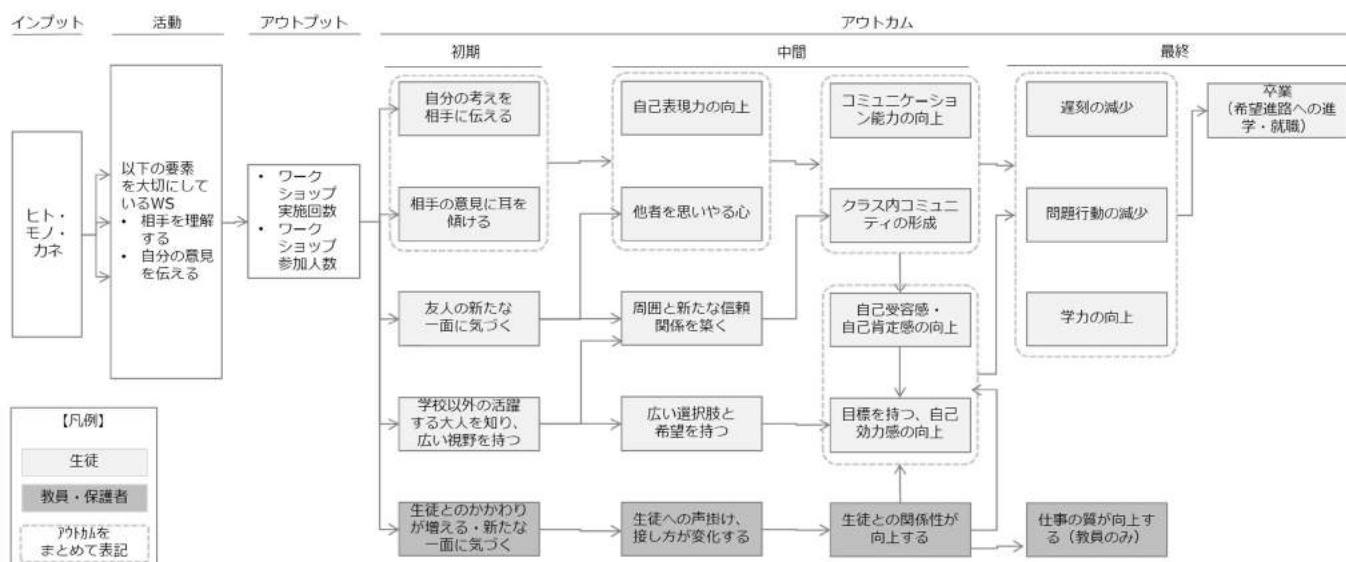 インプット
活動
アウトプット
アウトカム
初期
中間
最終
ヒト・
モノ・
カネ
以下の要素
を大切にして
いるWS
• 相手を理解
する
• 自分の意見
を伝える
• ワーク
ショップ
実施回数
• ワーク
ショップ
参加人数
自分の考えを
相手に伝える
相手の意見に耳を
傾ける
友人の新たな
一面に気づく
学校以外の活躍
する大人を知り、
広い視野を持つ
生徒とのかかわり
が増える・新たな
一面に気づく
自己表現力の向上
他者を思いやる心
周囲と新たな信頼
関係を築く
広い選択肢と
希望を持つ
生徒への声掛け、
接し方が変化する
コミュニケーション
ン能力の向上
クラス内コミュニ
ティの形成
自己受容感・
自己肯定感の向上
目標を持つ、自己
効力感の向上
生徒との関係性が
向上する
遅刻の減少
問題行動の減少
学力の向上
仕事の質が向上す
る（教員のみ）
卒業
（希望進路への進
学・就職）
【凡例】
生徒
教員・保護者
アウトカムを
まとめて表記